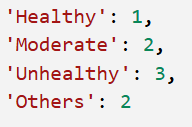 'Healthy': 1,
'Moderate': 2,
'Unhealthy': 3,
'Others': 2